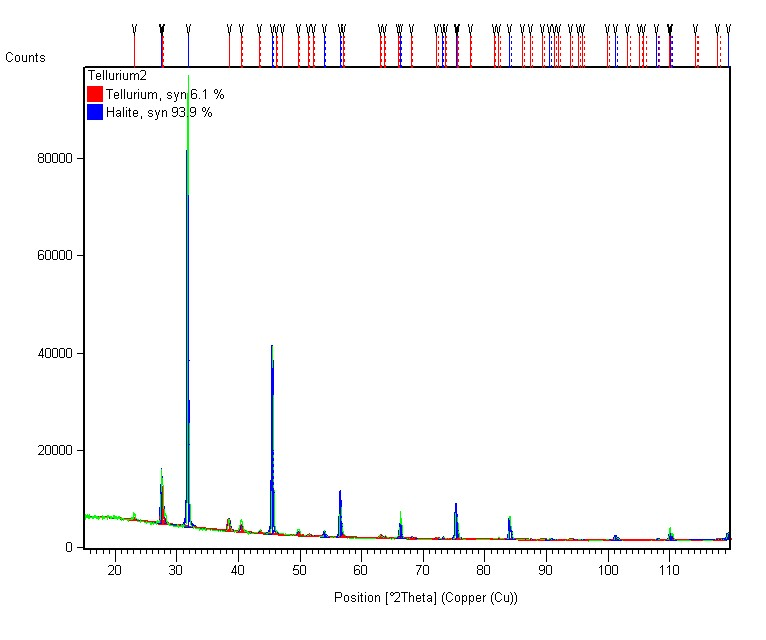 Counts
Tellurium2
Tellurium, syn 6.1 %
Halite, syn 93.9 %
80000
60000
40000
20000
0
20 30 40 50 60 70 80 90 100 110
Position [°2Theta] (Copper (Cu))